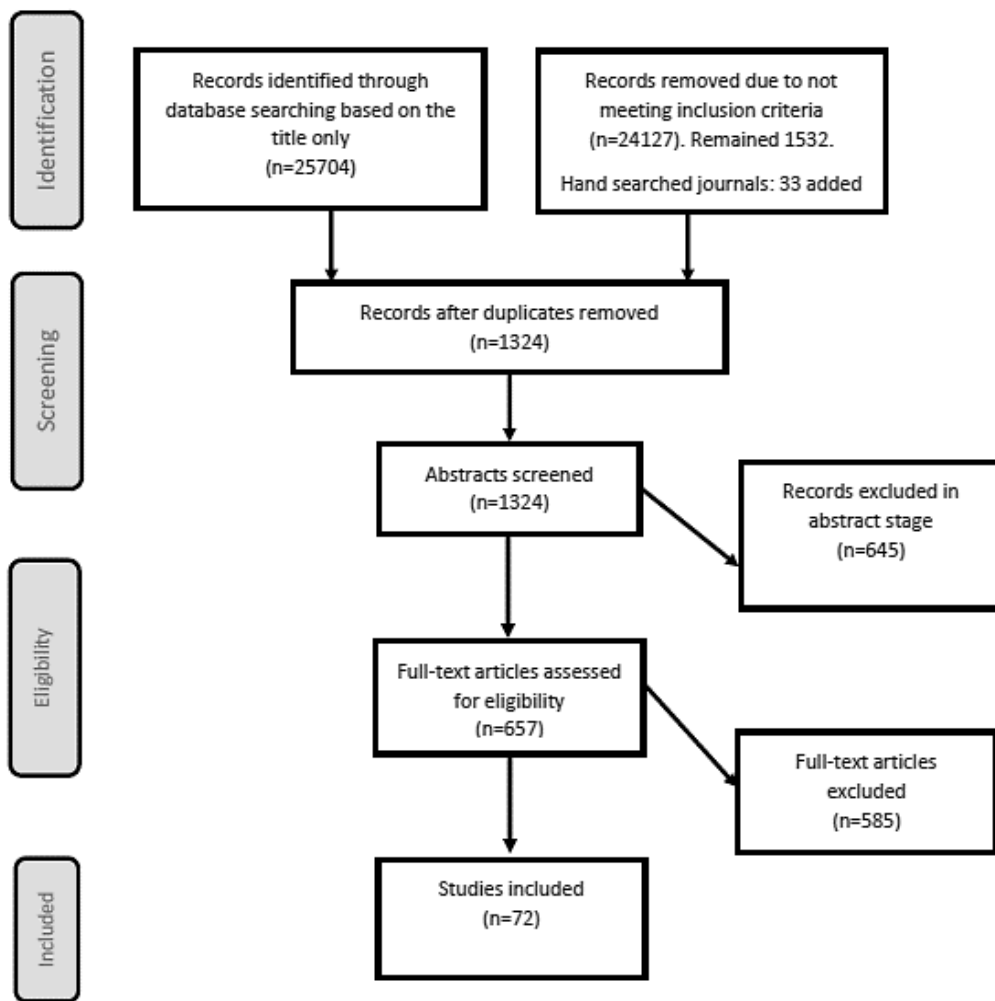 Identification
Records identified through
database searching based on the
title only
(n=25704)
Records removed due to not
meeting inclusion criteria
(n=24127). Remained 1532.
Hand searched journals: 33 added
Screening
Records after duplicates removed
(n=1324)
Abstracts screened
(n=1324)
Records excluded in
abstract stage
(n=645)
Eligibility
Full-text articles assessed
for eligibility
(n=657)
Full-text articles
excluded
(n=585)
Included
Studies included
(n=72)